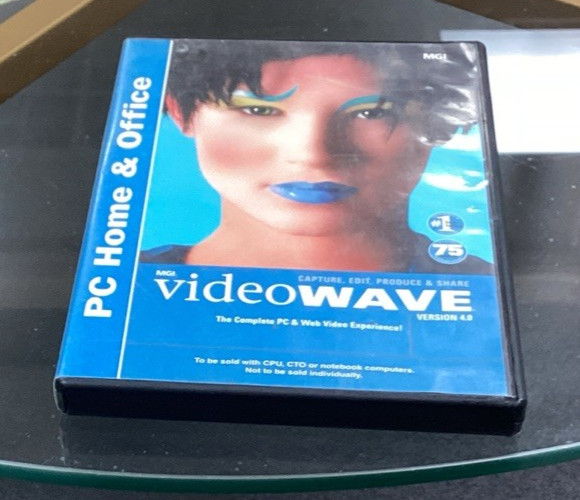 PC Home & Office
MGI
#1
75
MGI
CAPTURE, EDIT, PRODUCE & SHARE
videoWAVE
VERSION 4.0
The Complete PC & Web Video Experience!
To be sold with CPU, CTO or notebook computers.
Not to be sold individually.